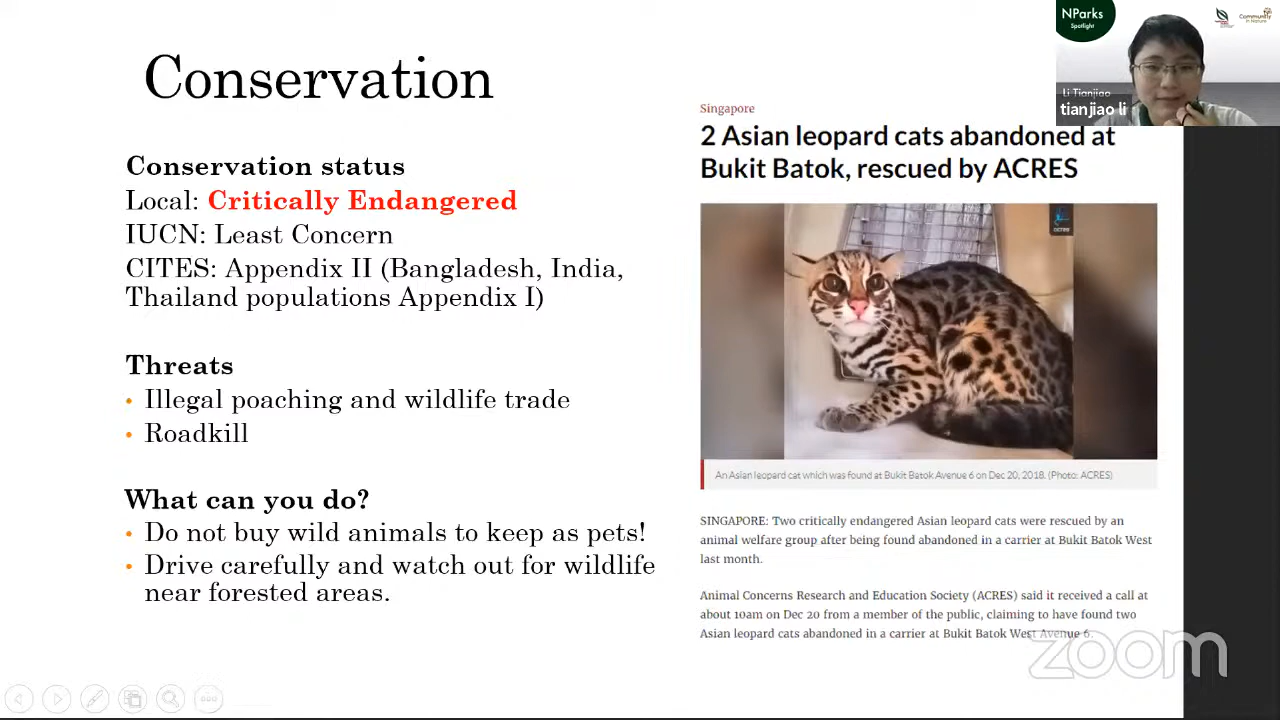 Conservation
Conservation status
Local: Critically Endangered
IUCN: Least Concern
CITES: Appendix II (Bangladesh, India,
Thailand populations Appendix I)
Threats
• Illegal poaching and wildlife trade
• Roadkill
What can you do?
• Do not buy wild animals to keep as pets!
• Drive carefully and watch out for wildlife
near forested areas.
Singapore
2 Asian leopard cats abandoned at
Bukit Batok, rescued by ACRES
acres
An Asian leopard cat which was found at Bukit Batok Avenue 6 on Dec 20, 2018. (Photo: ACRES)
SINGAPORE: Two critically endangered Asian leopard cats were rescued by an
animal welfare group after being found abandoned in a carrier at Bukit Batok West
last month.
Animal Concerns Research and Education Society (ACRES) said it received a call at
about 10am on Dec 20 from a member of the public, claiming to have found two
Asian leopard cats abandoned in a carrier at Bukit Batok West Avenue 6.
NParks
Spotlight
Community
in Nature
Li Tianjiao
tianjiao li
zoom